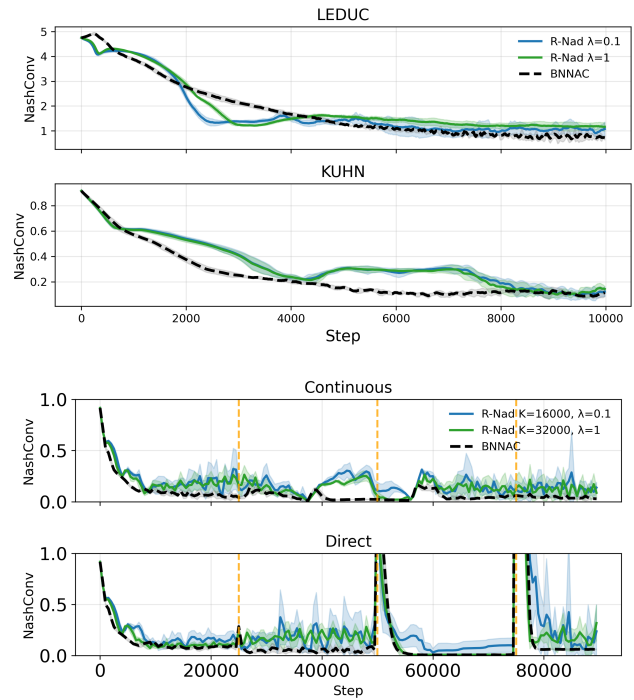 LEDUC
5
4
3
2
1
NashConv
R-Nad λ=0.1
R-Nad λ=1
BNNAC
KUHN
0.8
0.6
0.4
0.2
NashConv
0 2000 4000 6000 8000 10000
Step
Continuous
1.0
0.5
0.0
NashConv
R-Nad K=16000, λ=0.1
R-Nad K=32000, λ=1
BNNAC
Direct
1.0
0.5
0.0
NashConv
0 20000 40000 60000 80000
Step